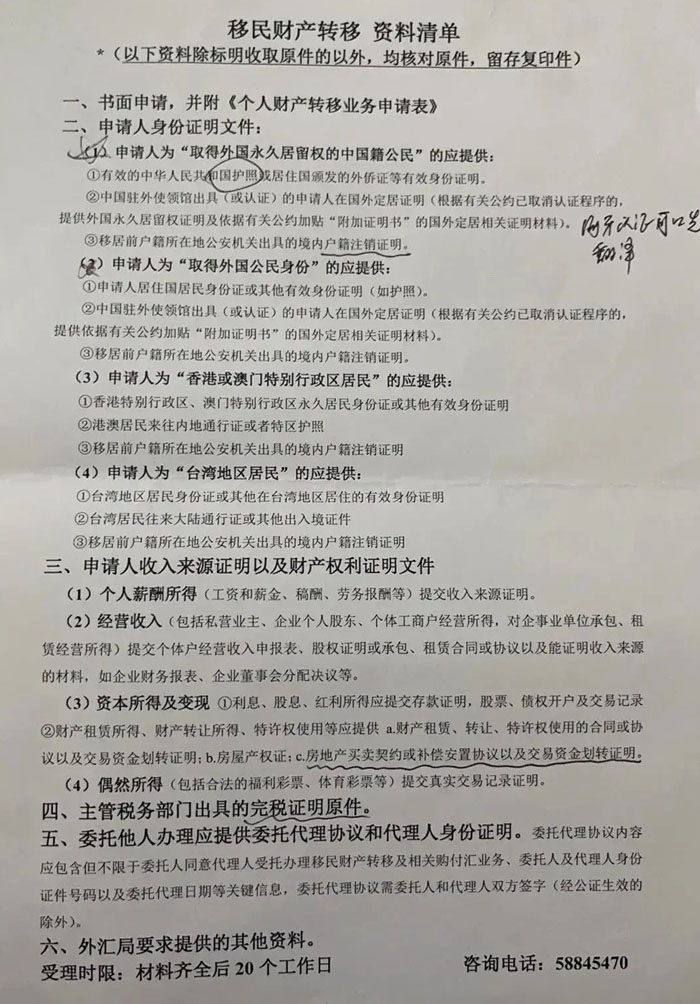 移民财产转移 资料清单
*（以下资料除标明收取原件的以外，均核对原件，留存复印件）
一、书面申请，并附《个人财产转移业务申请表》
二、申请人身份证明文件：
（1）申请人为“取得外国永久居留权的中国籍公民”的应提供：
①有效的中华人民共和国护照或居住国颁发的外侨证等有效身份证明。
②中国驻外使领馆出具（或认证）的申请人在国外定居证明（根据有关公约已取消认证程序的，
提供外国永久居留权证明及依据有关公约加贴“附加证明书”的国外定居相关证明材料）。
③移居前户籍所在地公安机关出具的境内户籍注销证明。
翻译
（2）申请人为“取得外国公民身份”的应提供：
①申请人居住国居民身份证或其他有效身份证明（如护照）。
②中国驻外使领馆出具（或认证）的申请人在国外定居证明（根据有关公约已取消认证程序的，
提供依据有关公约加贴“附加证明书”的国外定居相关证明材料）。
③移居前户籍所在地公安机关出具的境内户籍注销证明。
（3）申请人为“香港或澳门特别行政区居民”的应提供：
①香港特别行政区、澳门特别行政区永久居民身份证或其他有效身份证明
②港澳居民来往内地通行证或者特区护照
③移居前户籍所在地公安机关出具的境内户籍注销证明
（4）申请人为“台湾地区居民”的应提供：
①台湾地区居民身份证或其他在台湾地区居住的有效身份证明
②台湾居民往来大陆通行证或其他出入境证件
③移居前户籍所在地公安机关出具的境内户籍注销证明
三、申请人收入来源证明以及财产权利证明文件
（1）个人薪酬所得（工资和薪金、稿酬、劳务报酬等）提交收入来源证明。
（2）经营收入（包括私营业主、企业个人股东、个体工商户经营所得，对企事业单位承包、租
赁经营所得）提交个体户经营收入申报表、股权证明或承包、租赁合同或协议以及能证明收入来源
的材料，如企业财务报表、企业董事会分配决议等。
（3）资本所得及变现 ①利息、股息、红利所得应提交存款证明，股票、债权开户及交易记录
②财产租赁所得、财产转让所得、特许权使用等应提供 a.财产租赁、转让、特许权使用的合同或协
议以及交易资金划转证明；b.房屋产权证；c.房地产买卖契约或补偿安置协议以及交易资金划转证明。
（4）偶然所得（包括合法的福利彩票、体育彩票等）提交真实交易记录证明。
四、主管税务部门出具的完税证明原件。
五、委托他人办理应提供委托代理协议和代理人身份证明。委托代理协议内容
应包含但不限于委托人同意代理人受托办理移民财产转移及相关购付汇业务、委托人及代理人身份
证件号码以及委托代理日期等关键信息，委托代理协议需委托人和代理人双方签字（经公证生效的
除外）。
六、外汇局要求提供的其他资料。
受理时限：材料齐全后 20 个工作日 咨询电话：58845470